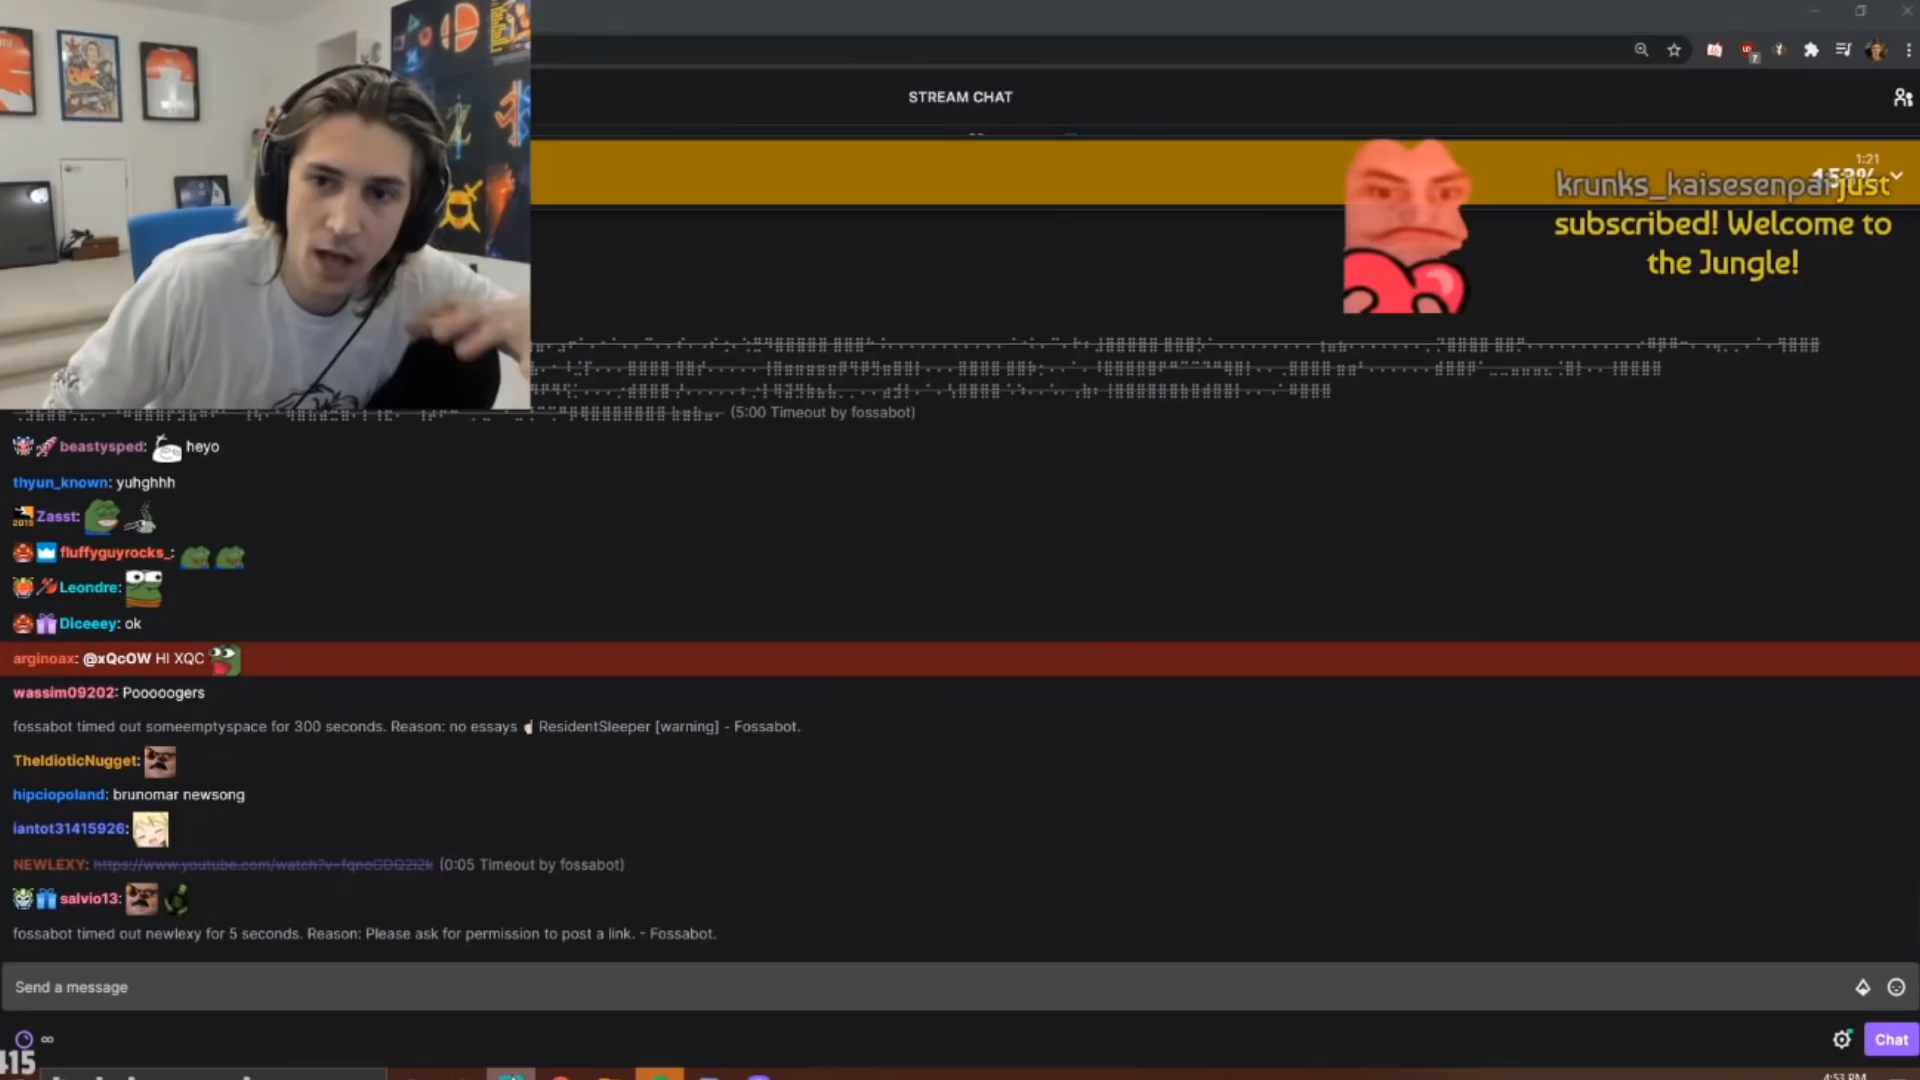 STREAM CHAT
1:21
krunks_kaisesenpai just
subscribed! Welcome to
the Jungle!
(5:00 Timeout by fossabot)
beastysped: heyo
thyun_known: yuhghhh
Zasst:
fluffyguyrocks_:
Leondre:
Diceeey: ok
arginoax: @xQcOW HI XQC
wassim09202: Pooooogers
fossabot timed out someemptyspace for 300 seconds. Reason: no essays ☝ ResidentSleeper [warning] - Fossabot.
TheIdioticNugget:
hipciopoland: brunomar newsong
iantot31415926:
NEWLEXY: (0:05 Timeout by fossabot)
salvio13:
fossabot timed out newlexy for 5 seconds. Reason: Please ask for permission to post a link. - Fossabot.
Send a message
∞
Chat
415
4:53 PM